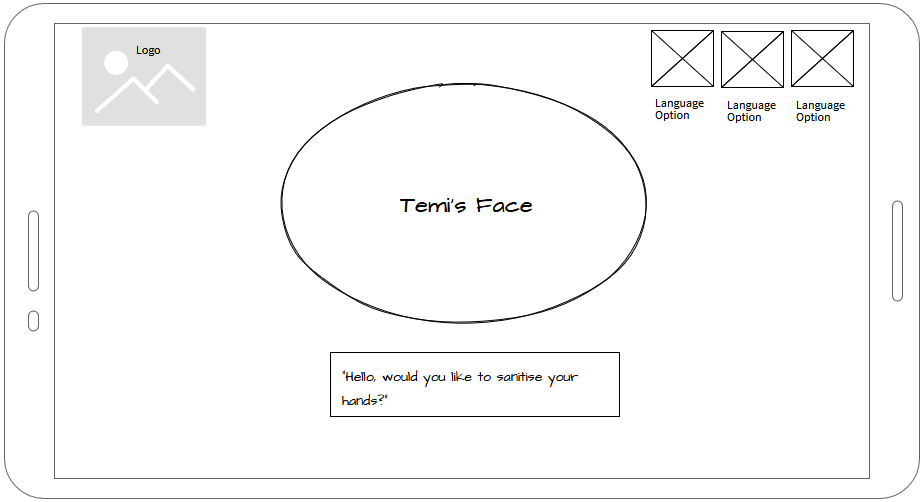 Logo
Language
Option
Language
Option
Language
Option
Temi's Face
"Hello, would you like to sanitise your
hands?"